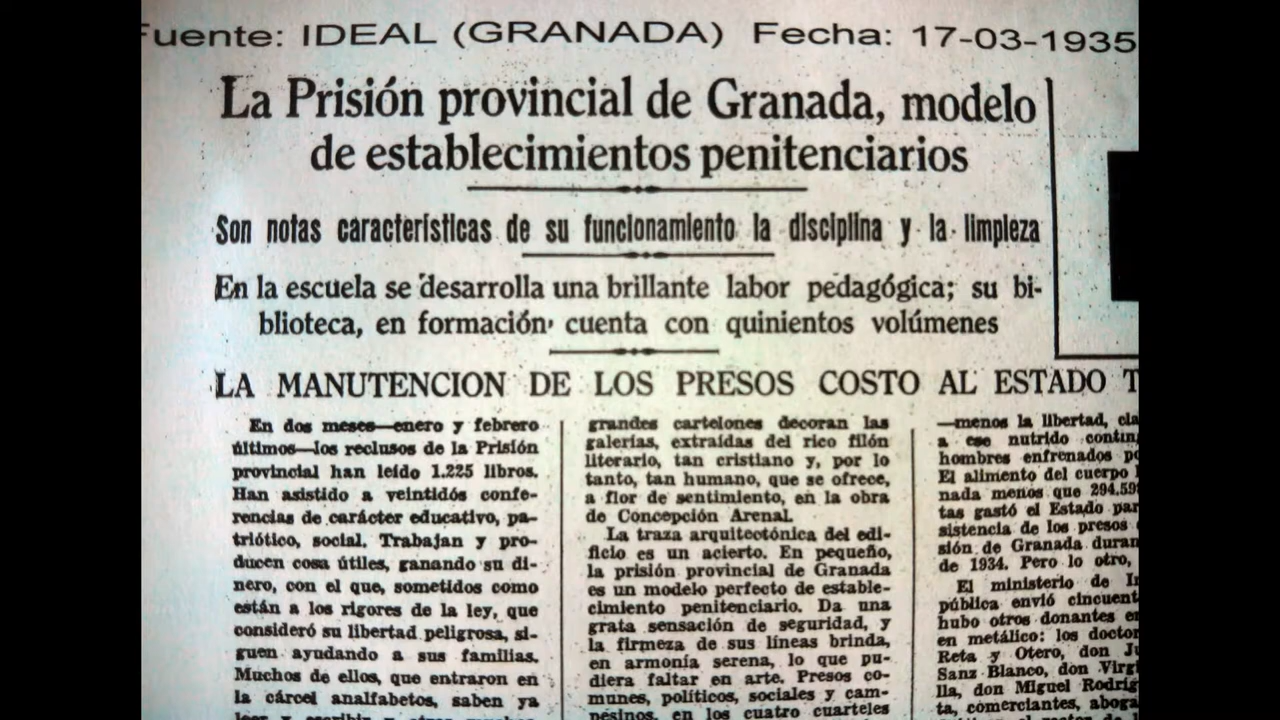 Fuente: IDEAL (GRANADA) Fecha: 17-03-1935
La Prisión provincial de Granada, modelo
de establecimientos penitenciarios
Son notas características de su funcionamiento la disciplina y la limpieza
En la escuela se desarrolla una brillante labor pedagógica; su bi-
blioteca, en formación, cuenta con quinientos volúmenes
LA MANUTENCION DE LOS PRESOS COSTO AL ESTADO T
En dos meses—enero y febrero
últimos—los reclusos de la Prisión
provincial han leído 1.225 libros.
Han asistido a veintidós confe-
rencias de carácter educativo, pa-
triótico, social. Trabajan y pro-
ducen cosa útiles, ganando su di-
nero, con el que, sometidos como
están a los rigores de la ley, que
consideró su libertad peligrosa, si-
guen ayudando a sus familias.
Muchos de ellos, que entraron en
la cárcel analfabetos, saben ya
leer y escribir
grandes cartelones decoran las
galerías, extraídas del rico filón
literario, tan cristiano y, por lo
tanto, tan humano, que se ofrece,
a flor de sentimiento, en la obra
de Concepción Arenal.
La traza arquitectónica del edi-
ficio es un acierto. En pequeño,
la prisión provincial de Granada
es un modelo perfecto de estable-
cimiento penitenciario. Da una
grata sensación de seguridad, y
la firmeza de sus líneas brinda,
en armonía serena, lo que pu-
diera faltar en arte. Presos co-
munes, políticos, sociales y cam-
pesinos, en los cuatro cuarteles
—menos la libertad, cla
a ese nutrido contin
hombres enfrenados
El alimento del cuerpo
nada menos que 294.59
tas gastó el Estado par
sistencia de los presos
sión de Granada duran
de 1934. Pero lo otro,
El ministerio de I
pública envió cincuent
hubo otros donantes en
en metálico: los doctor
Reta y Otero, don
Sanz Blanco, don Virg
lla, don Miguel Rodríg
ta, comerciantes, aboga